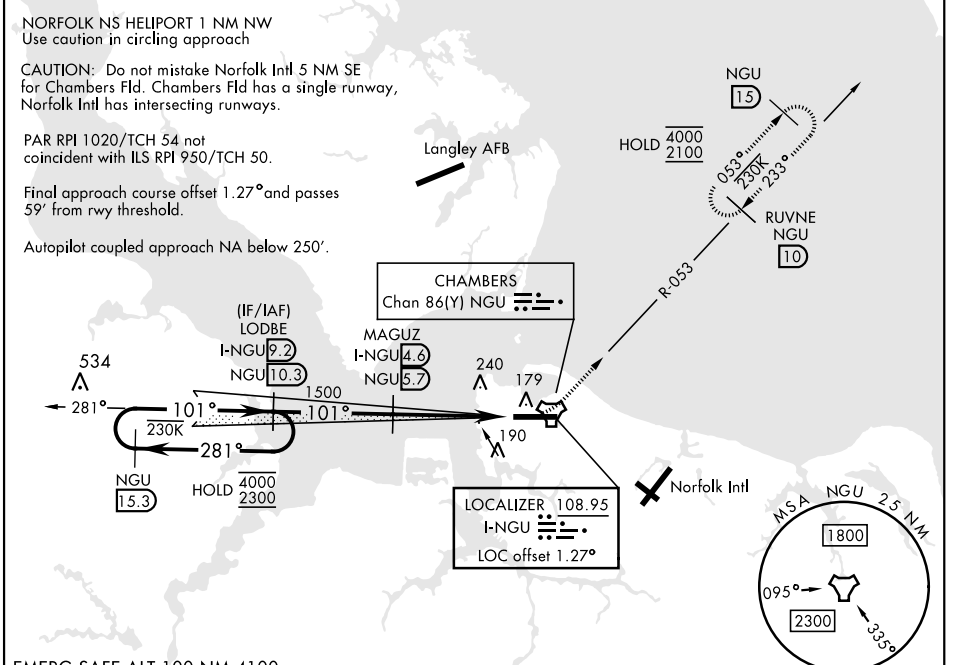 NORFOLK NS HELIPORT 1 NM NW
Use caution in circling approach
CAUTION: Do not mistake Norfolk Intl 5 NM SE
for Chambers Fld. Chambers Fld has a single runway,
Norfolk Intl has intersecting runways.
PAR RPI 1020/TCH 54 not
coincident with ILS RPI 950/TCH 50.
Final approach course offset 1.27° and passes
59' from rwy threshold.
Autopilot coupled approach NA below 250'.
Langley AFB
NGU
15
HOLD 4000
2100
053°
230K
233°
RUVNE
NGU
10
R-053
CHAMBERS
Chan 86(Y) NGU
(IF/IAF)
LODBE
I-NGU 9.2
NGU 10.3
MAGUZ
I-NGU 4.6
NGU 5.7
534
240
179
190
1500
281°
101°
101°
230K
281°
NGU
15.3
HOLD 4000
2300
LOCALIZER 108.95
I-NGU
LOC offset 1.27°
Norfolk Intl
MSA NGU 25 NM
1800
095°
2300
335°
EMERG SAFE ALT 100 NM 4100